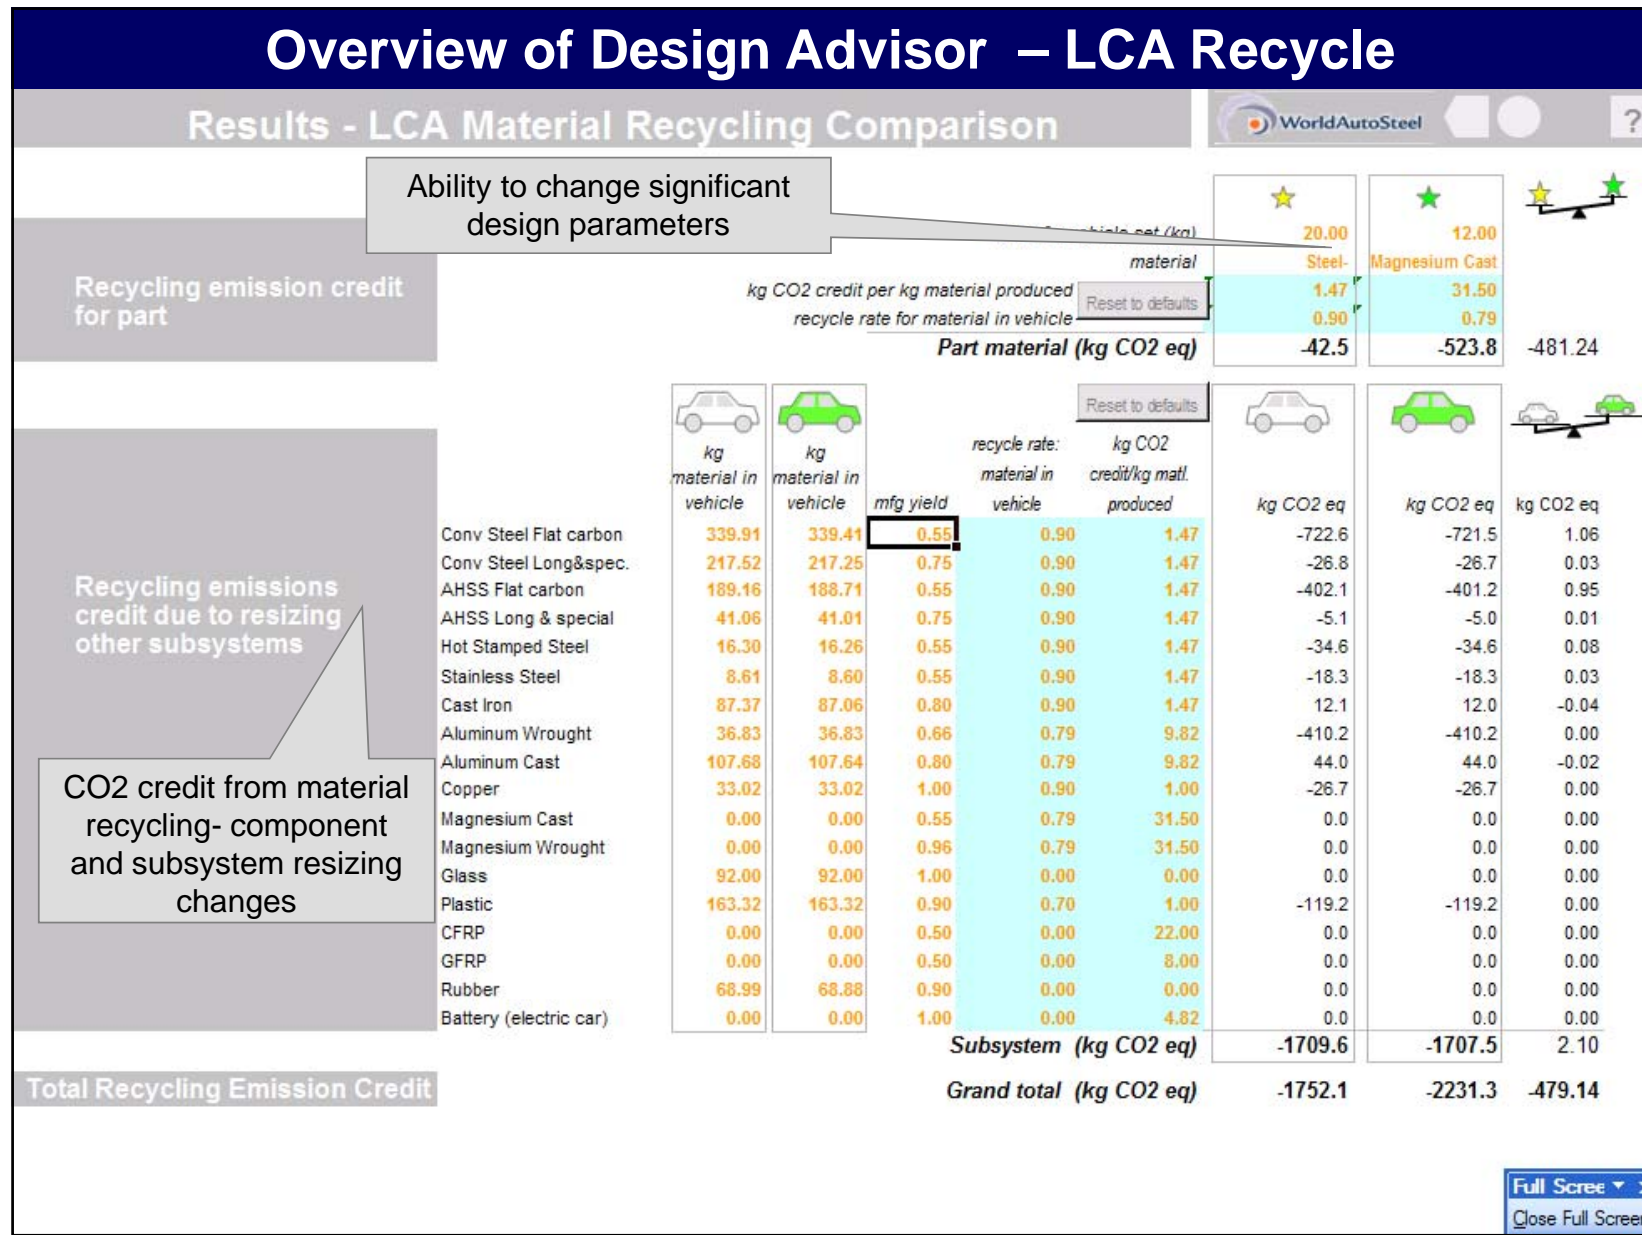 Overview of Design Advisor – LCA Recycle
Results - LCA Material Recycling Comparison
WorldAutoSteel
?
Ability to change significant
design parameters
set (kg) 20.00 12.00
material Steel- Magnesium Cast
Recycling emission credit
for part
kg CO2 credit per kg material produced Reset to defaults 1.47 31.50
recycle rate for material in vehicle 0.90 0.79
Part material (kg CO2 eq) -42.5 -523.8 -481.24
Reset to defaults
kg material in vehicle kg material in vehicle mfg yield recycle rate: material in vehicle kg CO2 credit/kg matl. produced kg CO2 eq kg CO2 eq kg CO2 eq
Conv Steel Flat carbon 339.91 339.41 0.55 0.90 1.47 -722.6 -721.5 1.06
Conv Steel Long&spec. 217.52 217.25 0.75 0.90 1.47 -26.8 -26.7 0.03
Recycling emissions
credit due to resizing
other subsystems
AHSS Flat carbon 189.16 188.71 0.55 0.90 1.47 -402.1 -401.2 0.95
AHSS Long & special 41.06 41.01 0.75 0.90 1.47 -5.1 -5.0 0.01
Hot Stamped Steel 16.30 16.26 0.55 0.90 1.47 -34.6 -34.6 0.08
Stainless Steel 8.61 8.60 0.55 0.90 1.47 -18.3 -18.3 0.03
Cast Iron 87.37 87.06 0.80 0.90 1.47 12.1 12.0 -0.04
Aluminum Wrought 36.83 36.83 0.66 0.79 9.82 -410.2 -410.2 0.00
Aluminum Cast 107.68 107.64 0.80 0.79 9.82 44.0 44.0 -0.02
Copper 33.02 33.02 1.00 0.90 1.00 -26.7 -26.7 0.00
Magnesium Cast 0.00 0.00 0.55 0.79 31.50 0.0 0.0 0.00
Magnesium Wrought 0.00 0.00 0.96 0.79 31.50 0.0 0.0 0.00
Glass 92.00 92.00 1.00 0.00 0.00 0.0 0.0 0.00
Plastic 163.32 163.32 0.90 0.70 1.00 -119.2 -119.2 0.00
CFRP 0.00 0.00 0.50 0.00 22.00 0.0 0.0 0.00
GFRP 0.00 0.00 0.50 0.00 8.00 0.0 0.0 0.00
Rubber 68.99 68.88 0.90 0.00 0.00 0.0 0.0 0.00
Battery (electric car) 0.00 0.00 1.00 0.00 4.82 0.0 0.0 0.00
CO2 credit from material
recycling- component
and subsystem resizing
changes
Subsystem (kg CO2 eq) -1709.6 -1707.5 2.10
Total Recycling Emission Credit Grand total (kg CO2 eq) -1752.1 -2231.3 -479.14
Full Scree
Close Full Screen